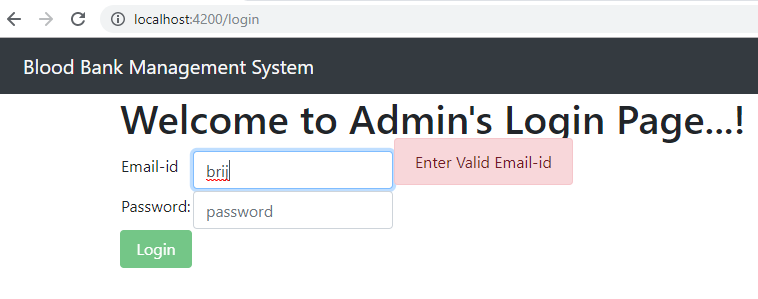 localhost:4200/login
Blood Bank Management System
Welcome to Admin's Login Page...!
Email-id brij Enter Valid Email-id
Password: password
Login